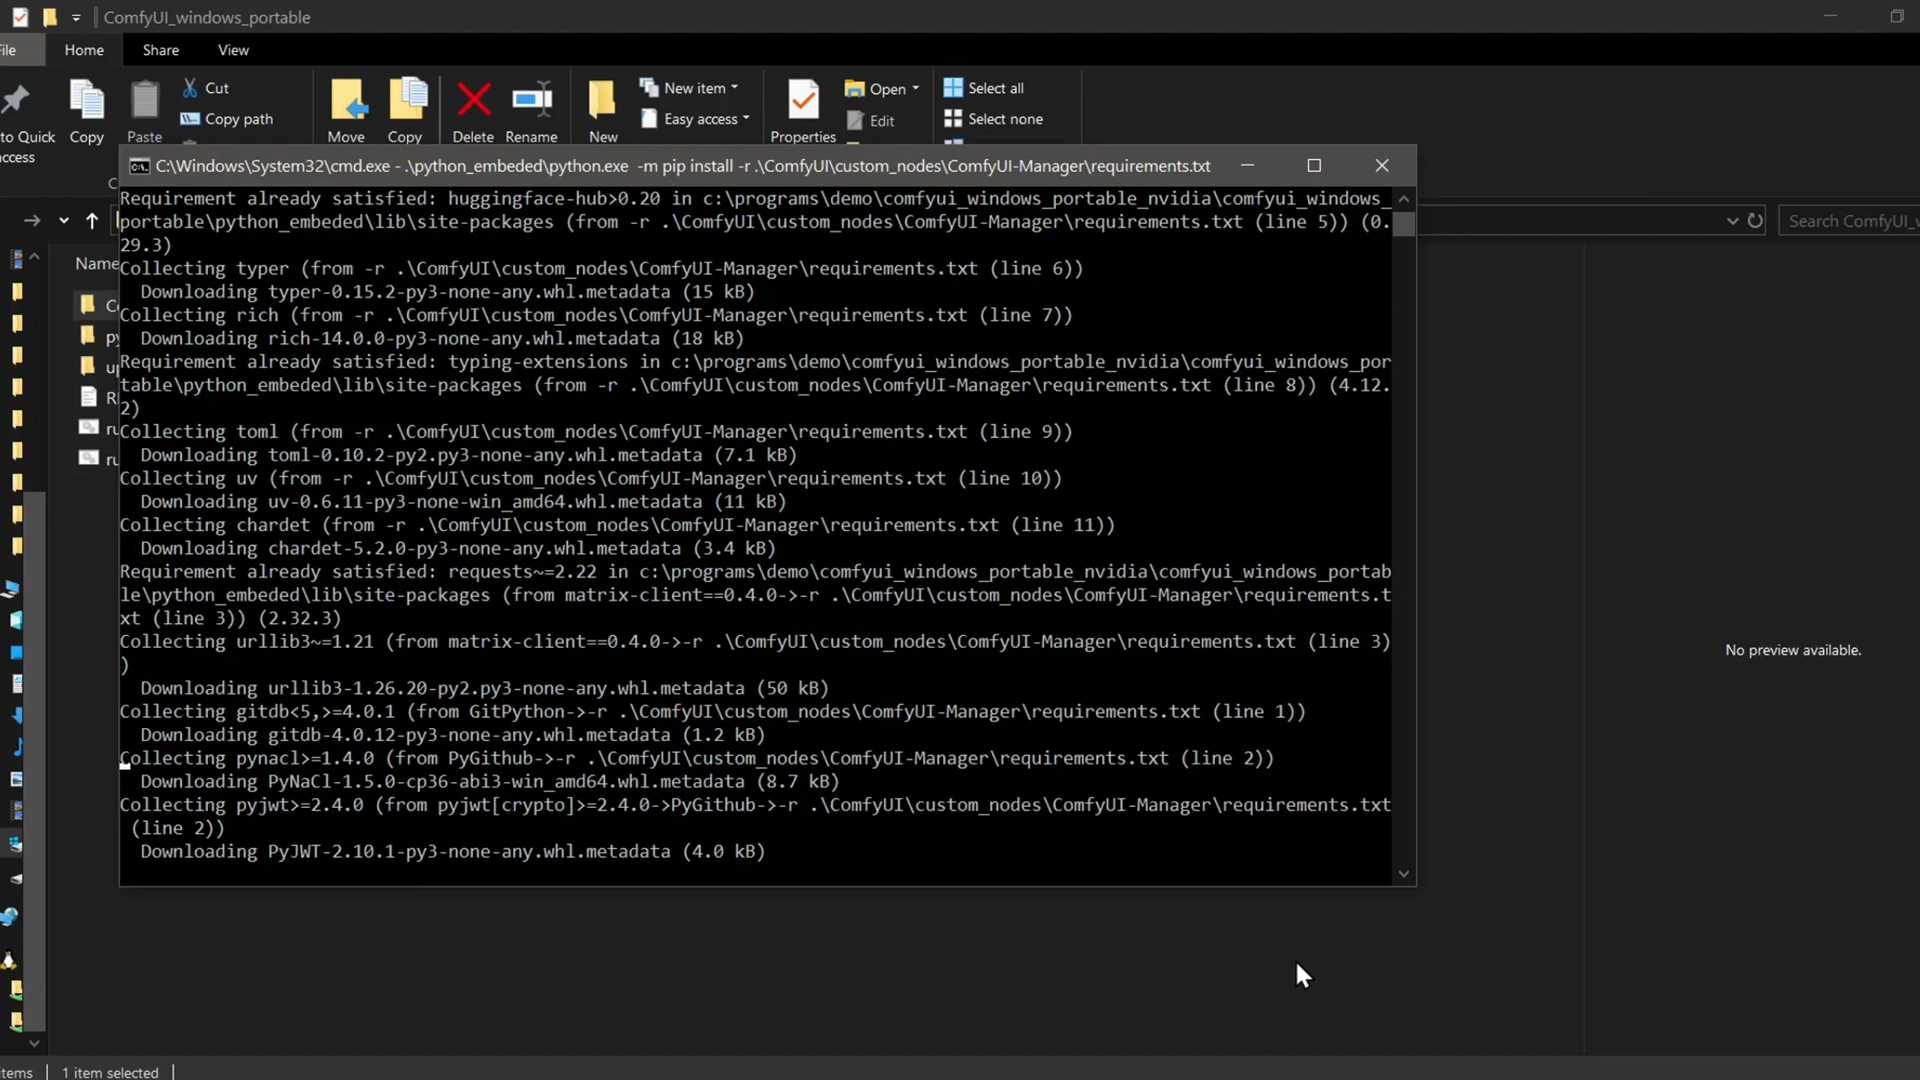 ComfyUI_windows_portable
File
Home
Share
View
to Quick
access
Copy
Paste
Cut
Copy path
Move
Copy
Delete
Rename
New
New item
Easy access
Properties
Open
Edit
Select all
Select none
C:\Windows\System32\cmd.exe - .\python_embeded\python.exe -m pip install -r .\ComfyUI\custom_nodes\ComfyUI-Manager\requirements.txt
Search ComfyUI_w
Name
Requirement already satisfied: huggingface-hub>0.20 in c:\programs\demo\comfyui_windows_portable_nvidia\comfyui_windows_
portable\python_embeded\lib\site-packages (from -r .\ComfyUI\custom_nodes\ComfyUI-Manager\requirements.txt (line 5)) (0.
29.3)
Collecting typer (from -r .\ComfyUI\custom_nodes\ComfyUI-Manager\requirements.txt (line 6))
Downloading typer-0.15.2-py3-none-any.whl.metadata (15 kB)
Collecting rich (from -r .\ComfyUI\custom_nodes\ComfyUI-Manager\requirements.txt (line 7))
Downloading rich-14.0.0-py3-none-any.whl.metadata (18 kB)
Requirement already satisfied: typing-extensions in c:\programs\demo\comfyui_windows_portable_nvidia\comfyui_windows_por
table\python_embeded\lib\site-packages (from -r .\ComfyUI\custom_nodes\ComfyUI-Manager\requirements.txt (line 8)) (4.12.
2)
Collecting toml (from -r .\ComfyUI\custom_nodes\ComfyUI-Manager\requirements.txt (line 9))
Downloading toml-0.10.2-py2.py3-none-any.whl.metadata (7.1 kB)
Collecting uv (from -r .\ComfyUI\custom_nodes\ComfyUI-Manager\requirements.txt (line 10))
Downloading uv-0.6.11-py3-none-win_amd64.whl.metadata (11 kB)
Collecting chardet (from -r .\ComfyUI\custom_nodes\ComfyUI-Manager\requirements.txt (line 11))
Downloading chardet-5.2.0-py3-none-any.whl.metadata (3.4 kB)
Requirement already satisfied: requests~=2.22 in c:\programs\demo\comfyui_windows_portable_nvidia\comfyui_windows_portab
le\python_embeded\lib\site-packages (from matrix-client==0.4.0->-r .\ComfyUI\custom_nodes\ComfyUI-Manager\requirements.t
xt (line 3)) (2.32.3)
Collecting urllib3~=1.21 (from matrix-client==0.4.0->-r .\ComfyUI\custom_nodes\ComfyUI-Manager\requirements.txt (line 3)
)
Downloading urllib3-1.26.20-py2.py3-none-any.whl.metadata (50 kB)
Collecting gitdb<5,>=4.0.1 (from GitPython->-r .\ComfyUI\custom_nodes\ComfyUI-Manager\requirements.txt (line 1))
Downloading gitdb-4.0.12-py3-none-any.whl.metadata (1.2 kB)
Collecting pynacl>=1.4.0 (from PyGithub->-r .\ComfyUI\custom_nodes\ComfyUI-Manager\requirements.txt (line 2))
Downloading PyNaCl-1.5.0-cp36-abi3-win_amd64.whl.metadata (8.7 kB)
Collecting pyjwt>=2.4.0 (from pyjwt[crypto]>=2.4.0->PyGithub->-r .\ComfyUI\custom_nodes\ComfyUI-Manager\requirements.txt
(line 2))
Downloading PyJWT-2.10.1-py3-none-any.whl.metadata (4.0 kB)
No preview available.
items
1 item selected